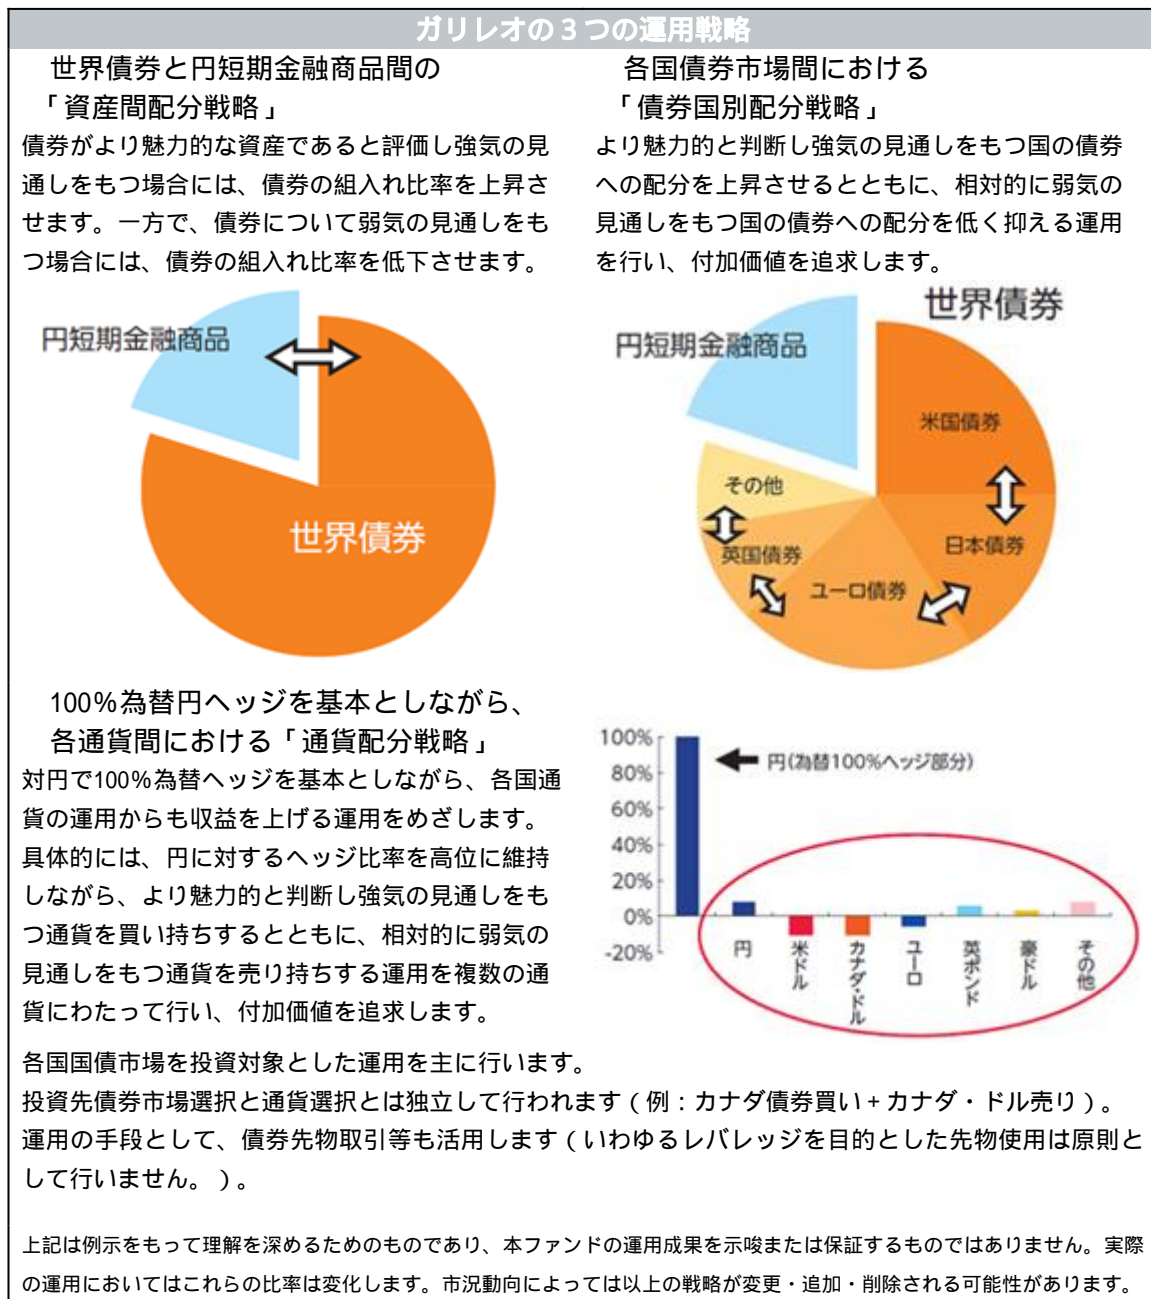 ガリレオの３つの運用戦略
世界債券と円短期金融商品間の
「資産間配分戦略」
債券がより魅力的な資産であると評価し強気の見
通しをもつ場合には、債券の組入れ比率を上昇さ
せます。一方で、債券について弱気の見通しをも
つ場合には、債券の組入れ比率を低下させます。
円短期金融商品
世界債券
各国債券市場間における
「債券国別配分戦略」
より魅力的と判断し強気の見通しをもつ国の債券
への配分を上昇させるとともに、相対的に弱気の
見通しをもつ国の債券への配分を低く抑える運用
を行い、付加価値を追求します。
世界債券
円短期金融商品
米国債券
その他
日本債券
英国債券
ユーロ債券
100％為替円ヘッジを基本としながら、
各通貨間における「通貨配分戦略」
対円で100％為替ヘッジを基本としながら、各国通
貨の運用からも収益を上げる運用をめざします。
具体的には、円に対するヘッジ比率を高位に維持
しながら、より魅力的と判断し強気の見通しをも
つ通貨を買い持ちするとともに、相対的に弱気の
見通しをもつ通貨を売り持ちする運用を複数の通
貨にわたって行い、付加価値を追求します。
100%
80%
60%
40%
20%
0%
-20%
円(為替100%ヘッジ部分)
円
米ドル
カナダ・ドル
ユーロ
英ポンド
豪ドル
その他
各国国債市場を投資対象とした運用を主に行います。
投資先債券市場選択と通貨選択とは独立して行われます（例：カナダ債券買い＋カナダ・ドル売り）。
運用の手段として、債券先物取引等も活用します（いわゆるレバレッジを目的とした先物使用は原則と
して行いません。）。
上記は例示をもって理解を深めるためのものであり、本ファンドの運用成果を示唆または保証するものではありません。実際
の運用においてはこれらの比率は変化します。市況動向によっては以上の戦略が変更・追加・削除される可能性があります。